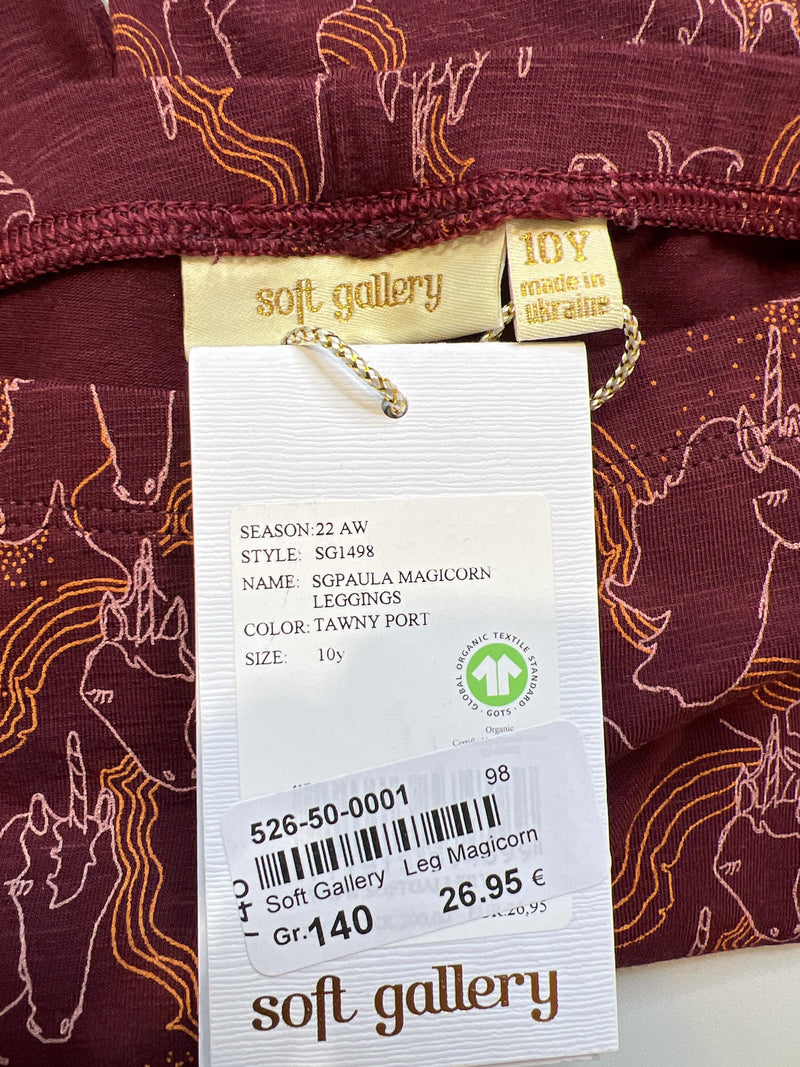 soft gallery
10Y
made in
ukraine
SEASON: 22 AW
STYLE: SG1498
NAME: SGPAULA MAGICORN
LEGGINGS
COLOR: TAWNY PORT
SIZE: 10y
GLOBAL ORGANIC TEXTILE STANDARD · GOTS ·
Organic
98
526-50-0001
Soft Gallery Leg Magicorn
Gr. 140 26.95 €
26,95
soft gallery